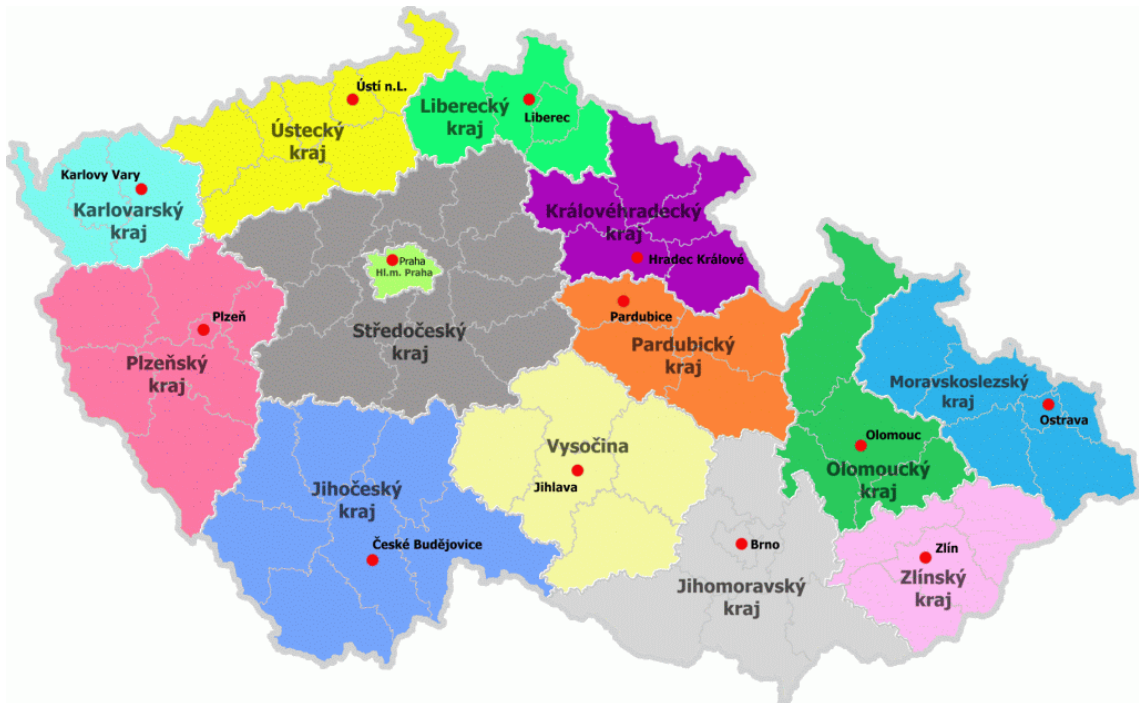 Ústí n.L.
Ústecký
kraj
Liberecký
kraj
Liberec
Karlovy Vary
Karlovarský
kraj
Královéhradecký
kraj
Hradec Králové
Praha
Hl.m. Praha
Plzeň
Plzeňský
kraj
Středočeský
kraj
Pardubice
Pardubický
kraj
Moravskoslezský
kraj
Ostrava
Olomouc
Olomoucký
kraj
Vysočina
Jihlava
Jihočeský
kraj
České Budějovice
Brno
Jihomoravský
kraj
Zlín
Zlínský
kraj